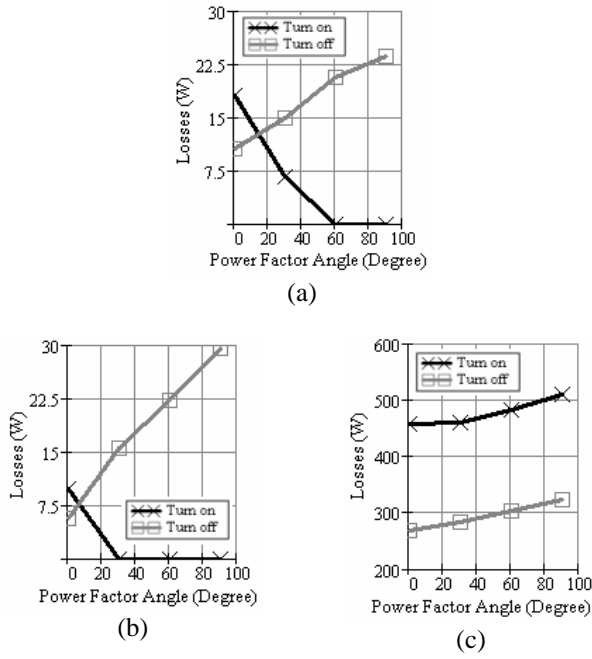 30
22.5
15
7.5
Losses (W)
Turn on
Turn off
0 20 40 60 80 100
Power Factor Angle (Degree)
(a)
30
22.5
15
7.5
Losses (W)
Turn on
Turn off
0 20 40 60 80 100
Power Factor Angle (Degree)
(b)
600
500
400
300
200
Losses (W)
Turn on
Turn off
0 20 40 60 80 100
Power Factor Angle (Degree)
(c)